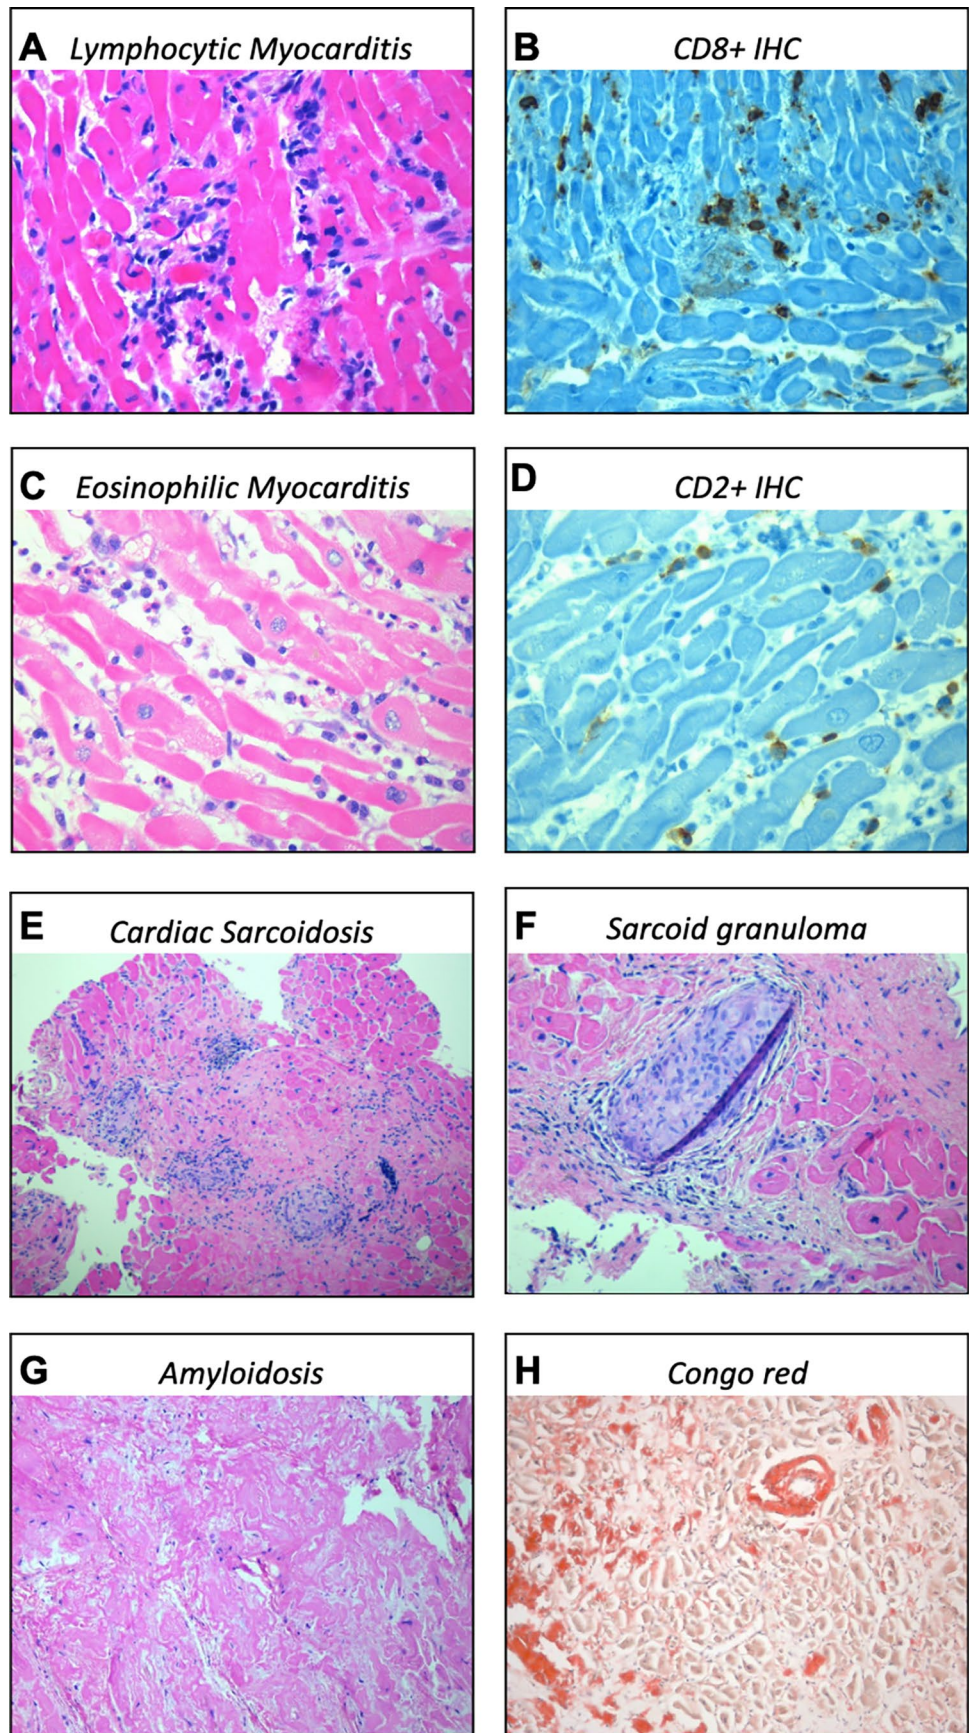 A Lymphocytic Myocarditis
B CD8+ IHC
C Eosinophilic Myocarditis
D CD2+ IHC
E Cardiac Sarcoidosis
F Sarcoid granuloma
G Amyloidosis
H Congo red